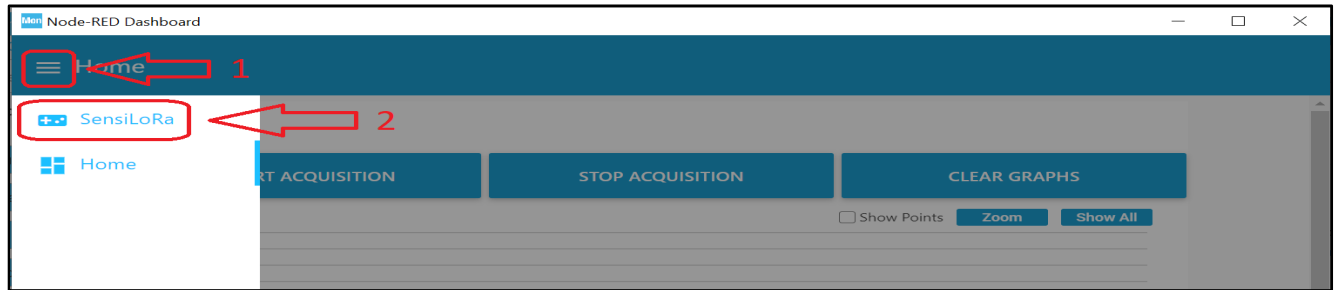 Mon Node-RED Dashboard
Home 1
SensiLoRa 2
Home
RT ACQUISITION STOP ACQUISITION CLEAR GRAPHS
Show Points Zoom Show All